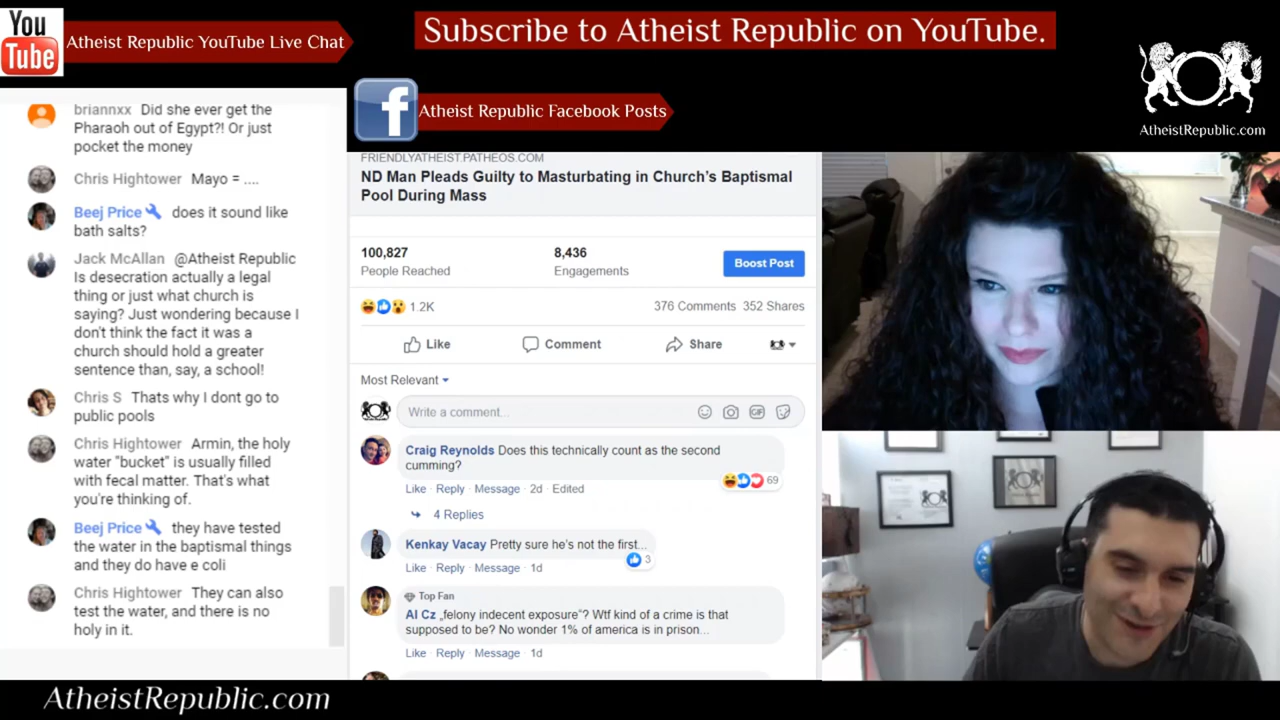 You
Tube
Atheist Republic YouTube Live Chat
Subscribe to Atheist Republic on YouTube.
AtheistRepublic.com
f
Atheist Republic Facebook Posts
briannxx Did she ever get the
Pharaoh out of Egypt?! Or just
pocket the money
Chris Hightower Mayo = ....
Beej Price does it sound like
bath salts?
Jack McAllan @Atheist Republic
Is desecration actually a legal
thing or just what church is
saying? Just wondering because I
don't think the fact it was a
church should hold a greater
sentence than, say, a school!
Chris S Thats why I dont go to
public pools
Chris Hightower Armin, the holy
water "bucket" is usually filled
with fecal matter. That's what
you're thinking of.
Beej Price they have tested
the water in the baptismal things
and they do have e coli
Chris Hightower They can also
test the water, and there is no
holy in it.
FRIENDLYATHEIST.PATHEOS.COM
ND Man Pleads Guilty to Masturbating in Church's Baptismal
Pool During Mass
100,827 8,436
People Reached Engagements
Boost Post
1.2K 376 Comments 352 Shares
Like Comment Share
Most Relevant
Write a comment...
GIF
Craig Reynolds Does this technically count as the second
cumming?
69
Like · Reply · Message · 2d · Edited
4 Replies
Kenkay Vacay Pretty sure he's not the first...
3
Like · Reply · Message · 1d
Top Fan
Al Cz „felony indecent exposure“? Wtf kind of a crime is that
supposed to be? No wonder 1% of america is in prison...
Like · Reply · Message · 1d
AtheistRepublic.com